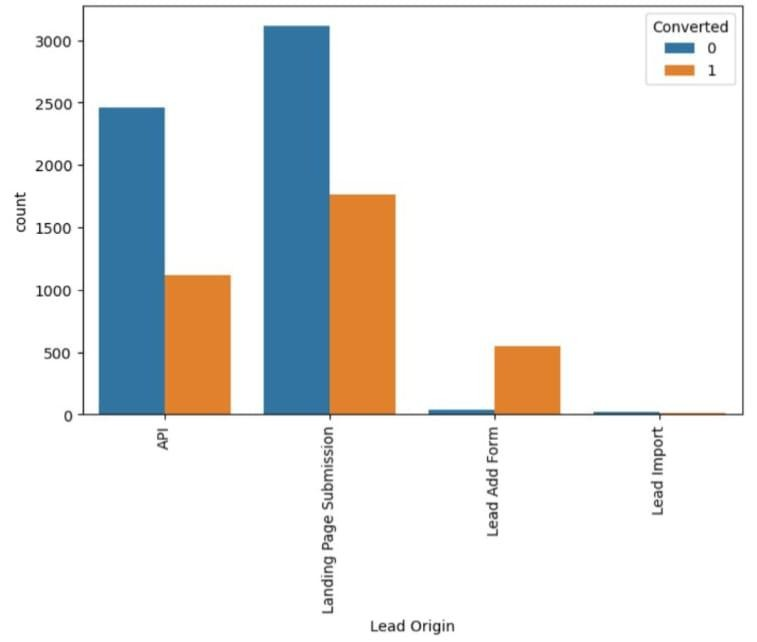 Converted
0
1
3000
2500
2000
1500
1000
500
0
count
API
Landing Page Submission
Lead Add Form
Lead Import
Lead Origin